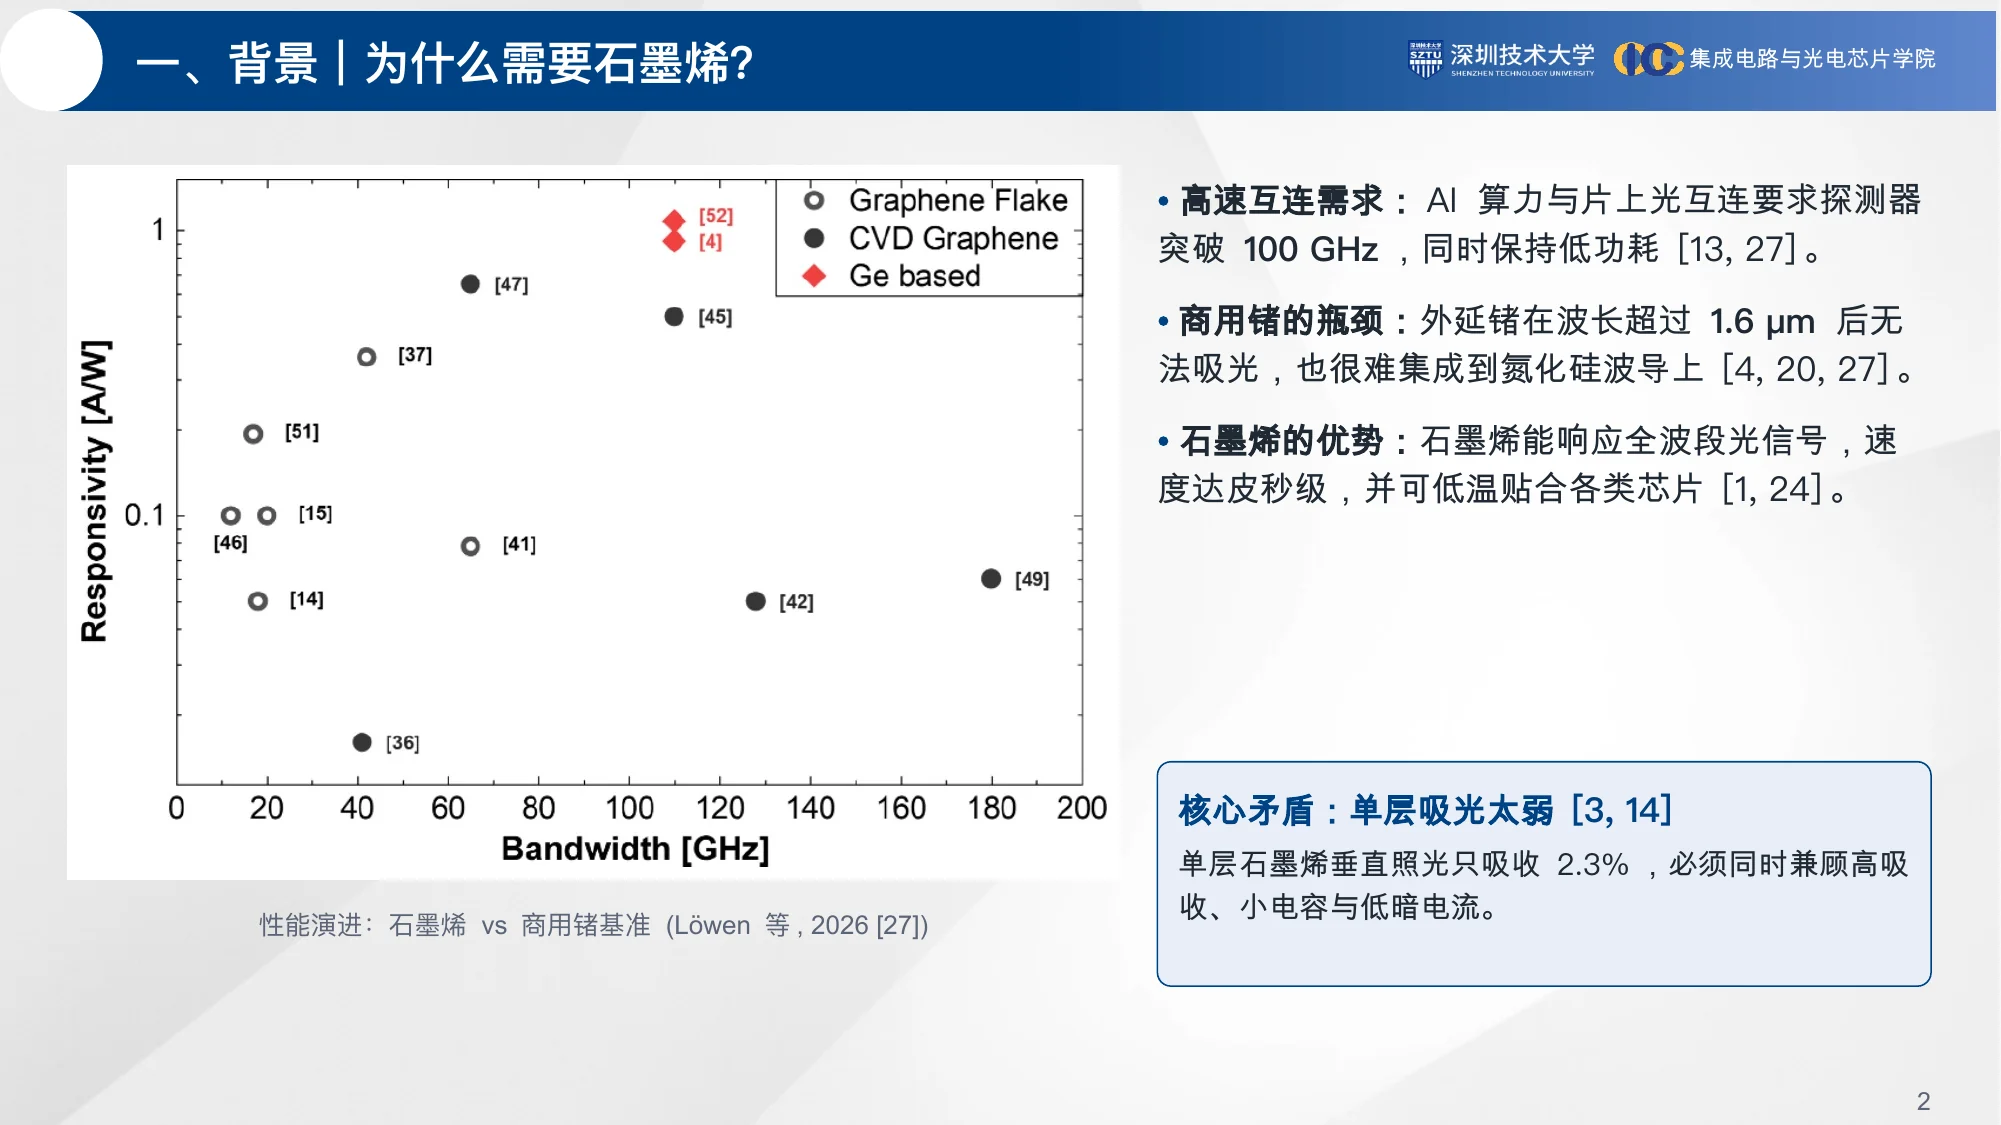 一、背景｜为什么需要石墨烯?
SZTU
深圳技术大学
SHENZHEN TECHNOLOGY UNIVERSITY
IC
集成电路与光电芯片学院
Graphene Flake
CVD Graphene
Ge based
[52]
[4]
[47]
[45]
[37]
[51]
[15]
[46]
[41]
[14]
[49]
[42]
[36]
1
0.1
Responsivity [A/W]
0 20 40 60 80 100 120 140 160 180 200
Bandwidth [GHz]
性能演进：石墨烯 vs 商用锗基准 (Löwen 等, 2026 [27])
• 高速互连需求：AI 算力与片上光互连要求探测器
突破 100 GHz ，同时保持低功耗 [13, 27]。
• 商用锗的瓶颈：外延锗在波长超过 1.6 μm 后无
法吸光，也很难集成到氮化硅波导上 [4, 20, 27]。
• 石墨烯的优势：石墨烯能响应全波段光信号，速
度达皮秒级，并可低温贴合各类芯片 [1, 24]。
核心矛盾：单层吸光太弱 [3, 14]
单层石墨烯垂直照光只吸收 2.3% ，必须同时兼顾高吸
收、小电容与低暗电流。
2